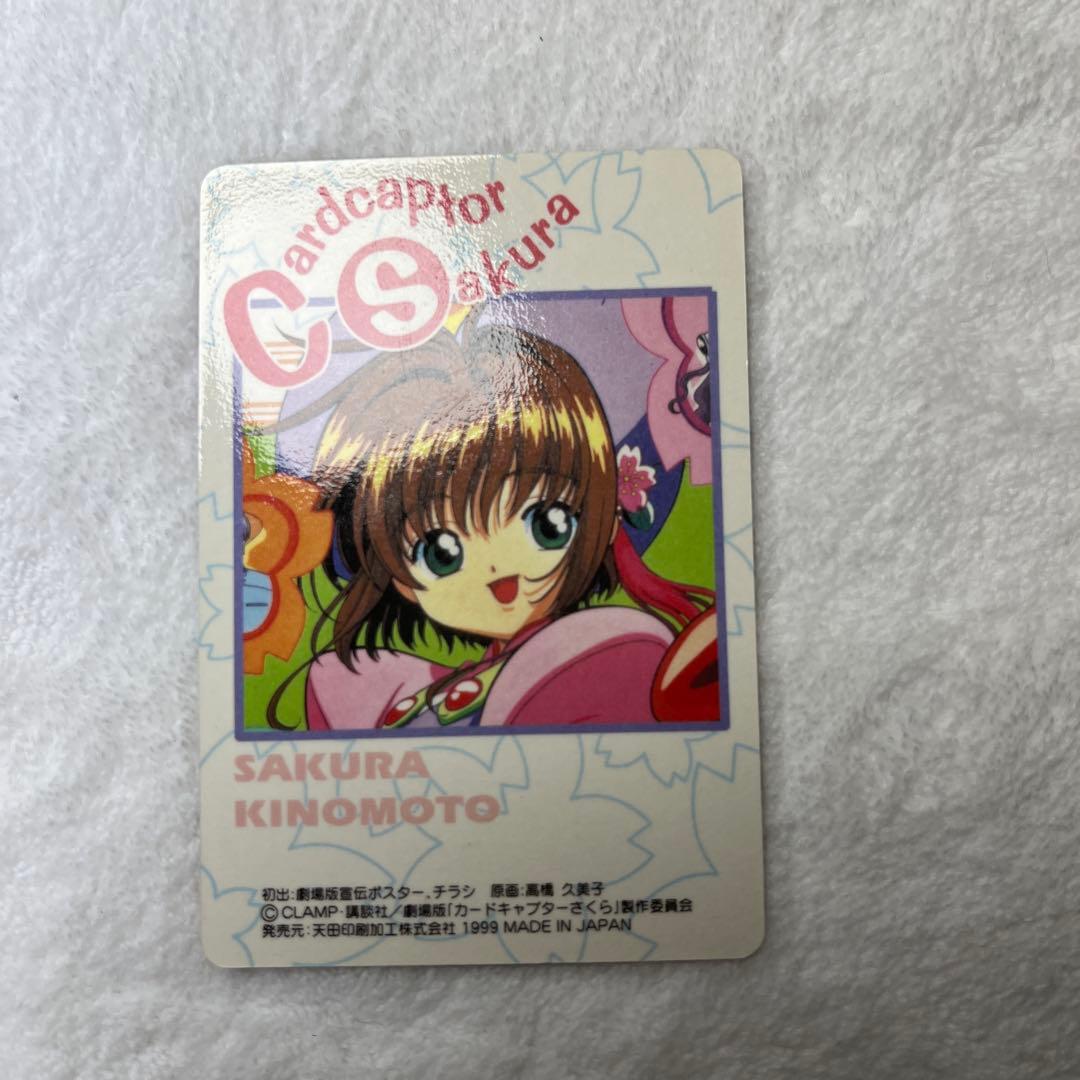 Cardcaptor
Sakura
SAKURA
KINOMOTO
初出:劇場版宣伝ポスター、チラシ 原画:高橋 久美子
©CLAMP・講談社／劇場版「カードキャプターさくら」製作委員会
発売元:天田印刷加工株式会社 1999 MADE IN JAPAN